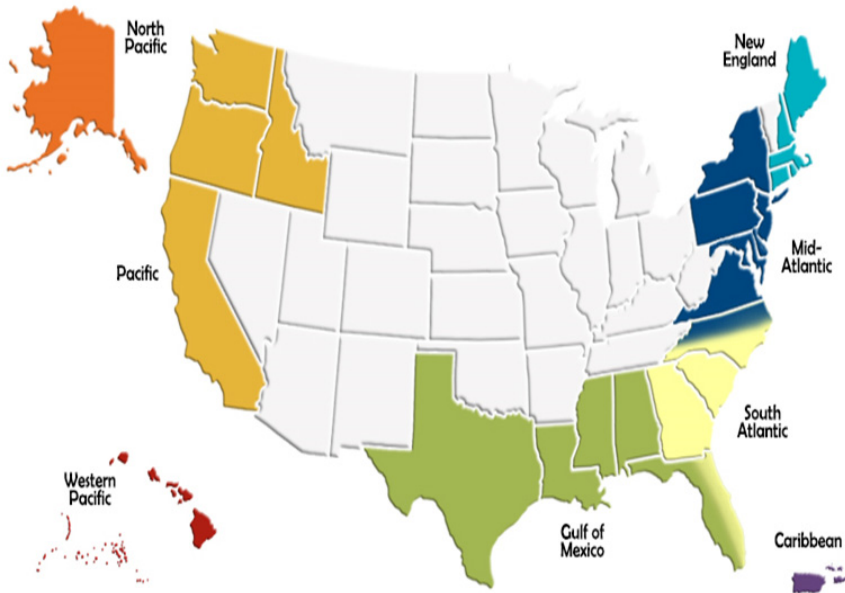 North
Pacific
New
England
Pacific
Mid-
Atlantic
South
Atlantic
Western
Pacific
Gulf of
Mexico
Caribbean